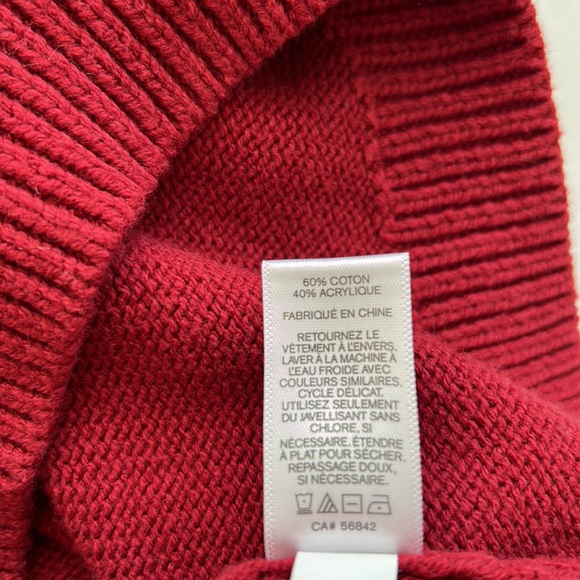 60% COTON
40% ACRYLIQUE
FABRIQUÉ EN CHINE
RETOURNEZ LE
VÊTEMENT À L'ENVERS.
LAVER À LA MACHINE À
L'EAU FROIDE AVEC
COULEURS SIMILAIRES,
CYCLE DÉLICAT.
UTILISEZ SEULEMENT
DU JAVELLISANT SANS
CHLORE, SI
NÉCESSAIRE. ÉTENDRE
À PLAT POUR SÉCHER.
REPASSAGE DOUX,
SI NÉCESSAIRE.
CA# 56842